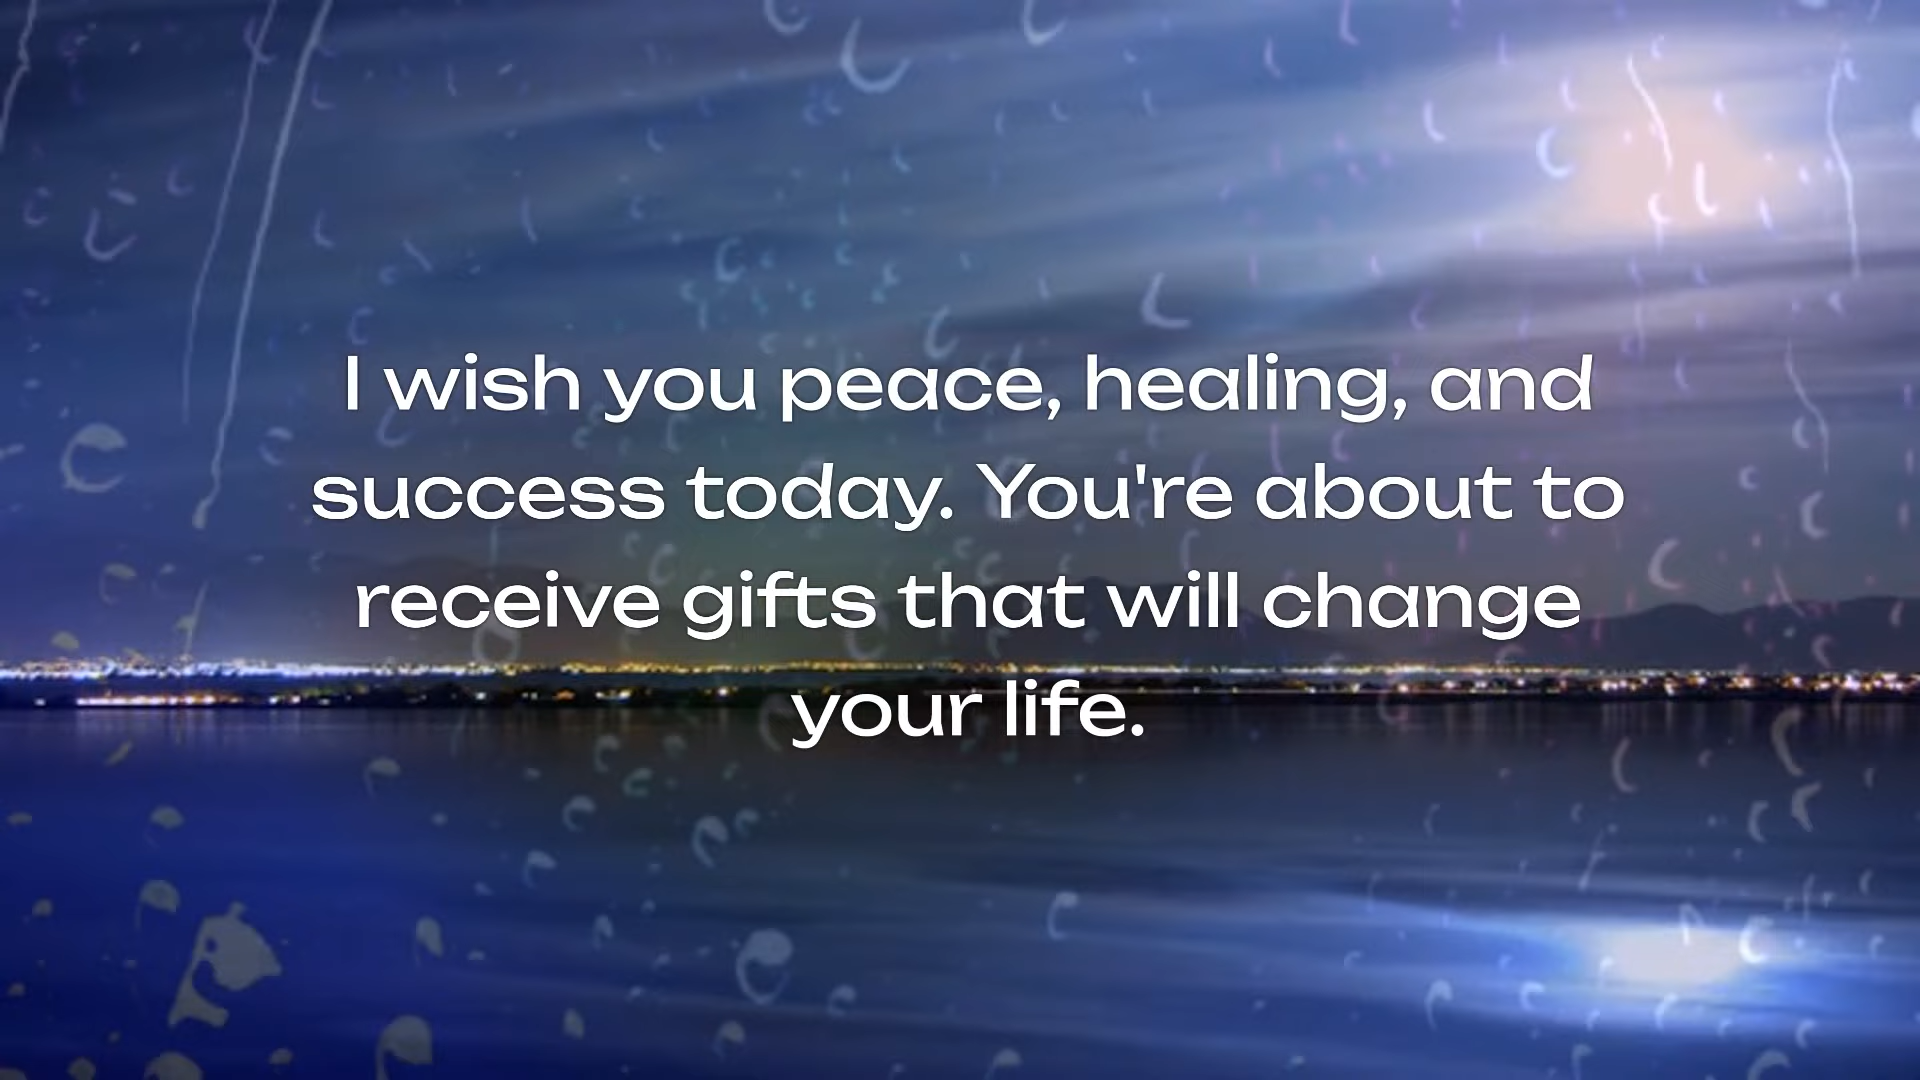 I wish you peace, healing, and
success today. You're about to
receive gifts that will change
your life.